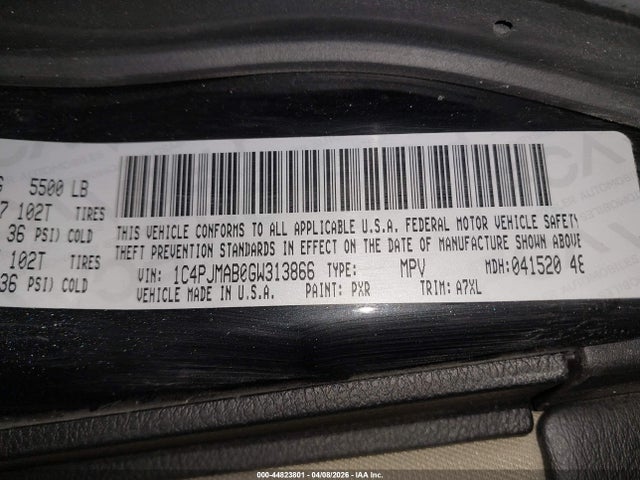 5500 LB
102T TIRES
36 PSI) COLD
102T TIRES
36 PSI) COLD
THIS VEHICLE CONFORMS TO ALL APPLICABLE U.S.A. FEDERAL MOTOR VEHICLE SAFETY
THEFT PREVENTION STANDARDS IN EFFECT ON THE DATE OF MANUFACTURE SHOWN ABOVE
VIN: 1C4PJMAB0GW313866 TYPE: MPV MDH: 041520 48
VEHICLE MADE IN U.S.A. PAINT: PXR TRIM: A7XL
000-44823801 - 04/08/2026 - IAA Inc.